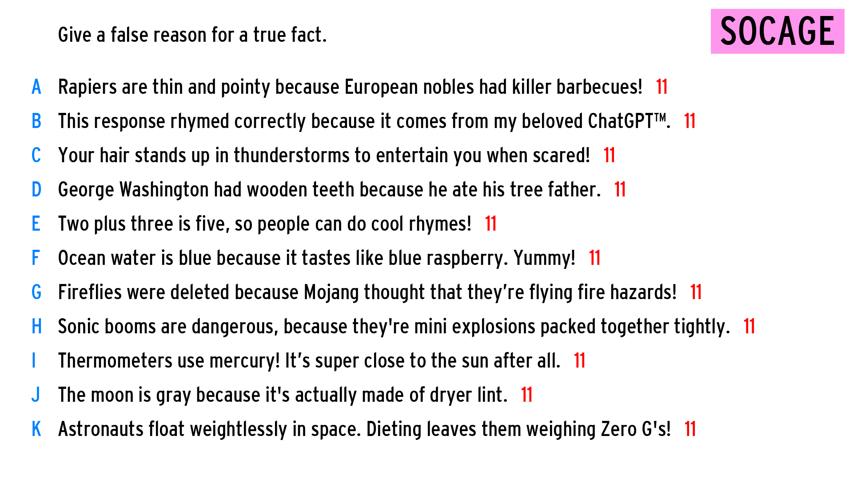 Give a false reason for a true fact.
SOCAGE
A Rapiers are thin and pointy because European nobles had killer barbecues! 11
B This response rhymed correctly because it comes from my beloved ChatGPT™. 11
C Your hair stands up in thunderstorms to entertain you when scared! 11
D George Washington had wooden teeth because he ate his tree father. 11
E Two plus three is five, so people can do cool rhymes! 11
F Ocean water is blue because it tastes like blue raspberry. Yummy! 11
G Fireflies were deleted because Mojang thought that they’re flying fire hazards! 11
H Sonic booms are dangerous, because they're mini explosions packed together tightly. 11
I Thermometers use mercury! It’s super close to the sun after all. 11
J The moon is gray because it's actually made of dryer lint. 11
K Astronauts float weightlessly in space. Dieting leaves them weighing Zero G's! 11